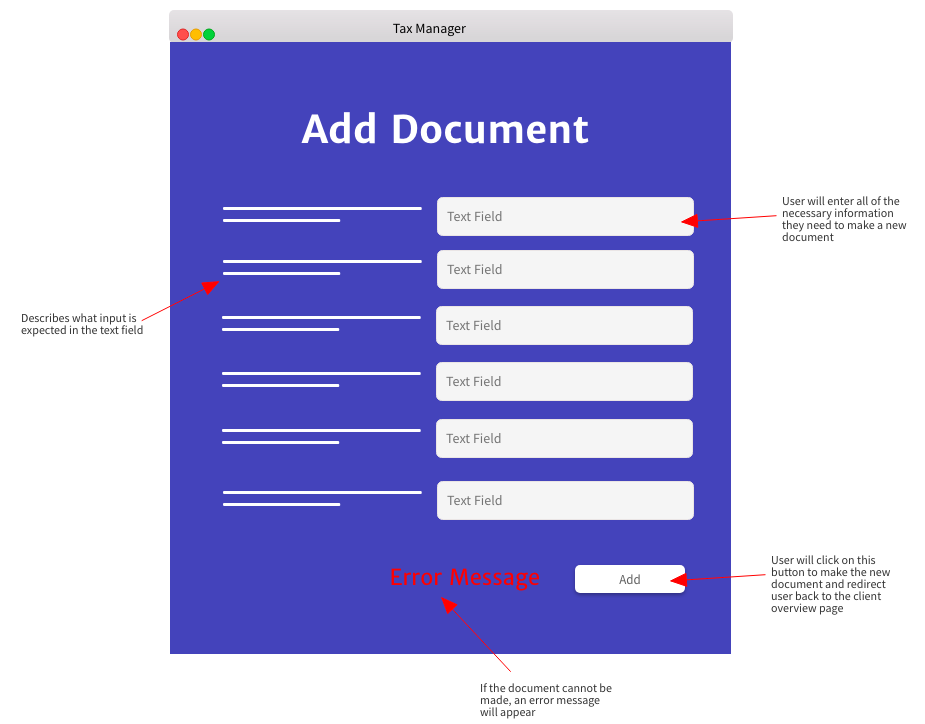 Tax Manager
Add Document
Text Field
User will enter all of the
necessary information
they need to make a new
document
Text Field
Describes what input is
expected in the text field
Text Field
Text Field
Text Field
Text Field
Error Message
Add
User will click on this
button to make the new
document and redirect
user back to the client
overview page
If the document cannot be
made, an error message
will appear